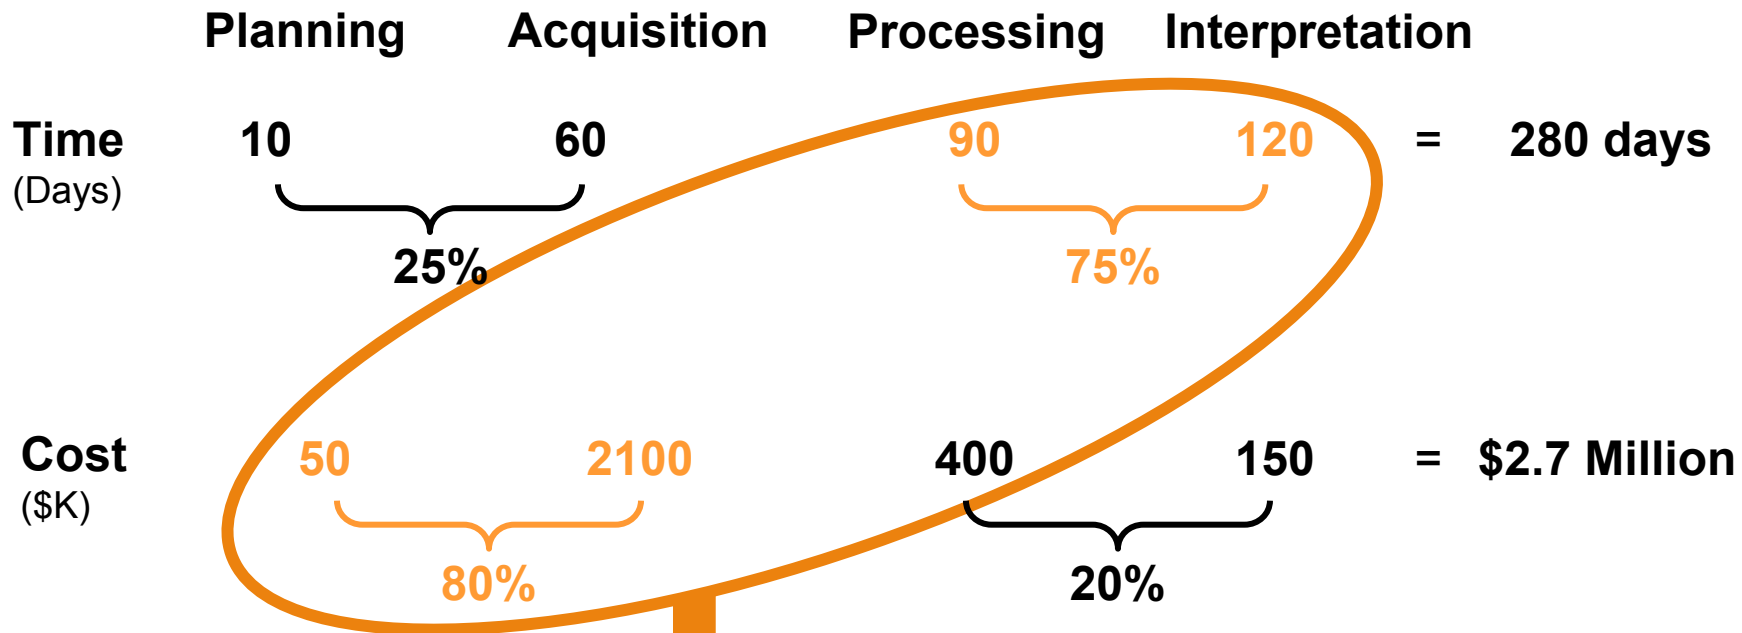 Planning Acquisition Processing Interpretation
Time 10 60 90 120 = 280 days
(Days)
25% 75%
Cost 50 2100 400 150 = $2.7 Million
($K)
80% 20%